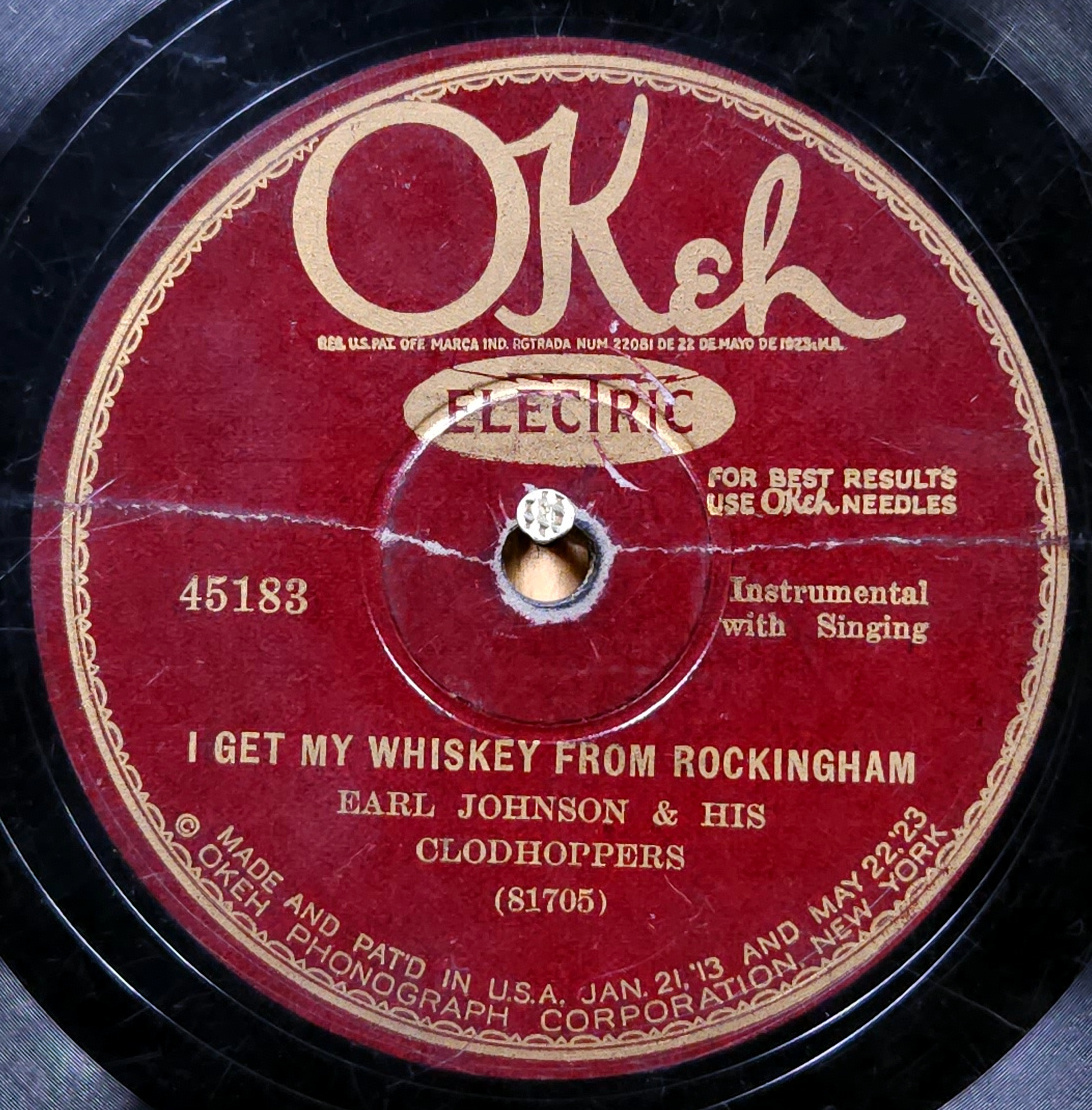 OKeh
REG. U.S. PAT. OFF. MARCA IND. RGTRADA NUM. 22081 DE 22 DE MAYO DE 1923. M.R.
ELECTRIC
FOR BEST RESULTS
USE OKeh NEEDLES
45183
Instrumental
with Singing
I GET MY WHISKEY FROM ROCKINGHAM
EARL JOHNSON & HIS
CLODHOPPERS
(81705)
MADE AND PAT'D IN U.S.A. JAN. 21, '13 AND MAY 22, '23
© OKEH PHONOGRAPH CORPORATION, NEW YORK